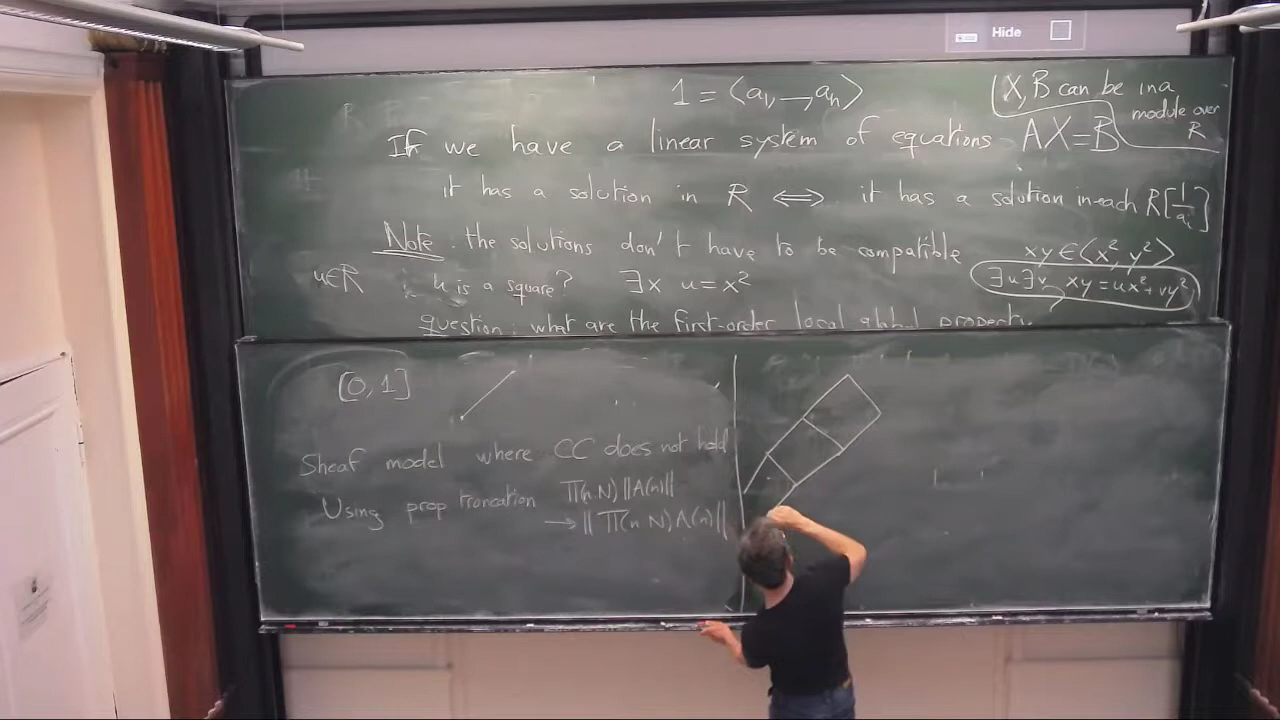 Hide
1 = ⟨a₁, —, aₙ⟩
X, B can be in a
module over
R
If we have a linear system of equations AX=B
it has a solution in R ⟺ it has a solution in each R[1/aᵢ]
Note: the solutions don't have to be compatible
xy ∈ ⟨x², y²⟩
u∈R u is a square? ∃x u=x²
∃u∃v xy = ux²+vy²
question: what are the first-order local global property
[0,1]
Sheaf model where CC does not hold
Using prop troncation Π(n:N)||A(n)||
→ ||Π(n:N)A(n)||